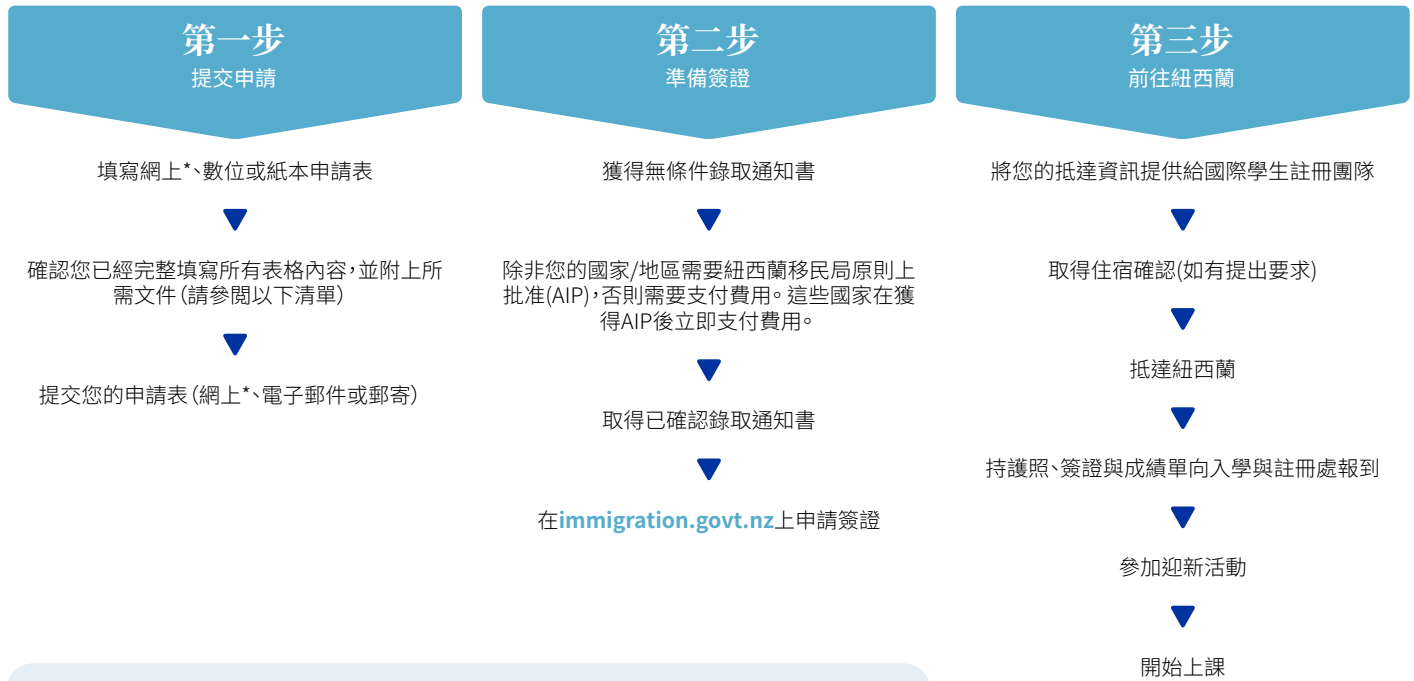 第一步
提交申請
填寫網上*、數位或紙本申請表
確認您已經完整填寫所有表格內容,並附上所
需文件(請參閱以下清單)
提交您的申請表(網上*、電子郵件或郵寄)
第二步
準備簽證
獲得無條件錄取通知書
除非您的國家/地區需要紐西蘭移民局原則上
批准(AIP),否則需要支付費用。這些國家在獲
得AIP後立即支付費用。
取得已確認錄取通知書
在immigration.govt.nz上申請簽證
第三步
前往紐西蘭
將您的抵達資訊提供給國際學生註冊團隊
取得住宿確認(如有提出要求)
抵達紐西蘭
持護照、簽證與成績單向入學與註冊處報到
參加迎新活動
開始上課